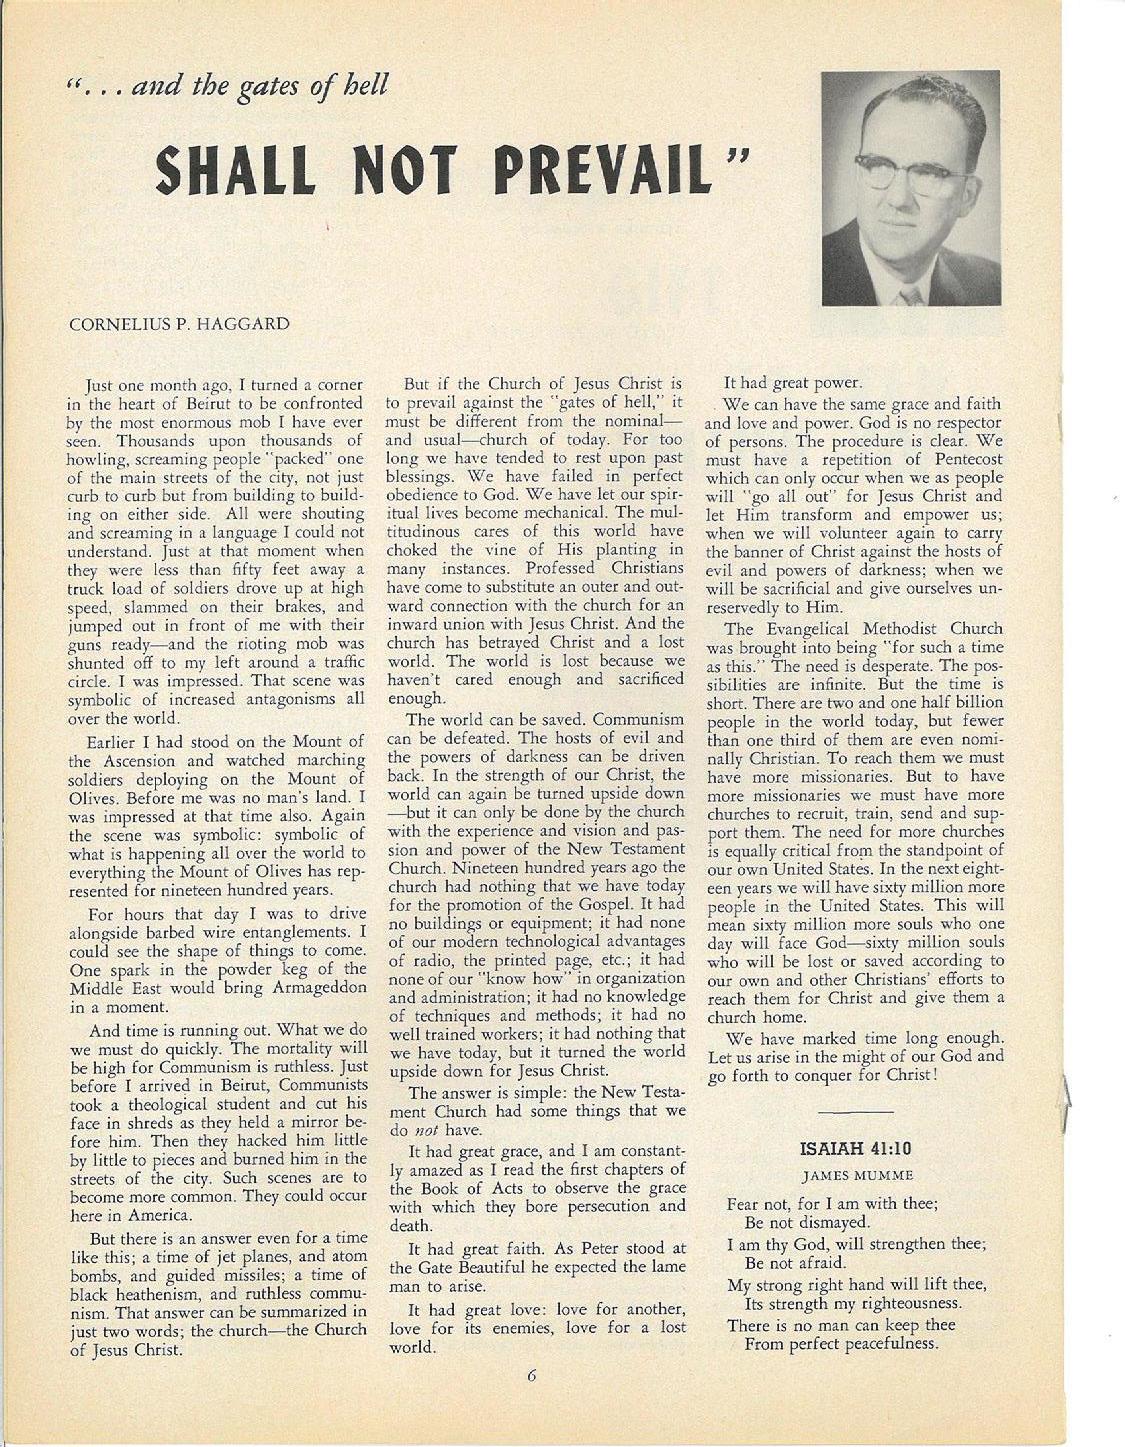 “. . . and the gates of hell
SHALL NOT PREVAIL”
CORNELIUS P. HAGGARD
Just one month ago, I turned a corner
in the heart of Beirut to be confronted
by the most enormous mob I have ever
seen. Thousands upon thousands of
howling, screaming people “packed” one
of the main streets of the city, not just
curb to curb but from building to build-
ing on either side. All were shouting
and screaming in a language I could not
understand. Just at that moment when
they were less than fifty feet away a
truck load of soldiers drove up at high
speed, slammed on their brakes, and
jumped out in front of me with their
guns ready—and the rioting mob was
shunted off to my left around a traffic
circle. I was impressed. That scene was
symbolic of increased antagonisms all
over the world.
Earlier I had stood on the Mount of
the Ascension and watched marching
soldiers deploying on the Mount of
Olives. Before me was no man's land. I
was impressed at that time also. Again
the scene was symbolic: symbolic of
what is happening all over the world to
everything the Mount of Olives has rep-
resented for nineteen hundred years.
For hours that day I was to drive
alongside barbed wire entanglements. I
could see the shape of things to come.
One spark in the powder keg of the
Middle East would bring Armageddon
in a moment.
And time is running out. What we do
we must do quickly. The mortality will
be high for Communism is ruthless. Just
before I arrived in Beirut, Communists
took a theological student and cut his
face in shreds as they held a mirror be-
fore him. Then they hacked him little
by little to pieces and burned him in the
streets of the city. Such scenes are to
become more common. They could occur
here in America.
But there is an answer even for a time
like this; a time of jet planes, and atom
bombs, and guided missiles; a time of
black heathenism, and ruthless commu-
nism. That answer can be summarized in
just two words; the church—the Church
of Jesus Christ.
But if the Church of Jesus Christ is
to prevail against the “gates of hell,” it
must be different from the nominal—
and usual—church of today. For too
long we have tended to rest upon past
blessings. We have failed in perfect
obedience to God. We have let our spir-
itual lives become mechanical. The mul-
titudinous cares of this world have
choked the vine of His planting in
many instances. Professed Christians
have come to substitute an outer and out-
ward connection with the church for an
inward union with Jesus Christ. And the
church has betrayed Christ and a lost
world. The world is lost because we
haven't cared enough and sacrificed
enough.
The world can be saved. Communism
can be defeated. The hosts of evil and
the powers of darkness can be driven
back. In the strength of our Christ, the
world can again be turned upside down
—but it can only be done by the church
with the experience and vision and pas-
sion and power of the New Testament
Church. Nineteen hundred years ago the
church had nothing that we have today
for the promotion of the Gospel. It had
no buildings or equipment; it had none
of our modern technological advantages
of radio, the printed page, etc.; it had
none of our “know how” in organization
and administration; it had no knowledge
of techniques and methods; it had no
well trained workers; it had nothing that
we have today, but it turned the world
upside down for Jesus Christ.
The answer is simple: the New Testa-
ment Church had some things that we
do not have.
It had great grace, and I am constant-
ly amazed as I read the first chapters of
the Book of Acts to observe the grace
with which they bore persecution and
death.
It had great faith. As Peter stood at
the Gate Beautiful he expected the lame
man to arise.
It had great love: love for another,
love for its enemies, love for a lost
world.
It had great power.
We can have the same grace and faith
and love and power. God is no respector
of persons. The procedure is clear. We
must have a repetition of Pentecost
which can only occur when we as people
will “go all out” for Jesus Christ and
let Him transform and empower us;
when we will volunteer again to carry
the banner of Christ against the hosts of
evil and powers of darkness; when we
will be sacrificial and give ourselves un-
reservedly to Him.
The Evangelical Methodist Church
was brought into being “for such a time
as this.” The need is desperate. The pos-
sibilities are infinite. But the time is
short. There are two and one half billion
people in the world today, but fewer
than one third of them are even nomi-
nally Christian. To reach them we must
have more missionaries. But to have
more missionaries we must have more
churches to recruit, train, send and sup-
port them. The need for more churches
is equally critical from the standpoint of
our own United States. In the next eight-
een years we will have sixty million more
people in the United States. This will
mean sixty million more souls who one
day will face God—sixty million souls
who will be lost or saved according to
our own and other Christians' efforts to
reach them for Christ and give them a
church home.
We have marked time long enough.
Let us arise in the might of our God and
go forth to conquer for Christ!
ISAIAH 41:10
JAMES MUMME
Fear not, for I am with thee;
Be not dismayed.
I am thy God, will strengthen thee;
Be not afraid.
My strong right hand will lift thee,
Its strength my righteousness.
There is no man can keep thee
From perfect peacefulness.
6